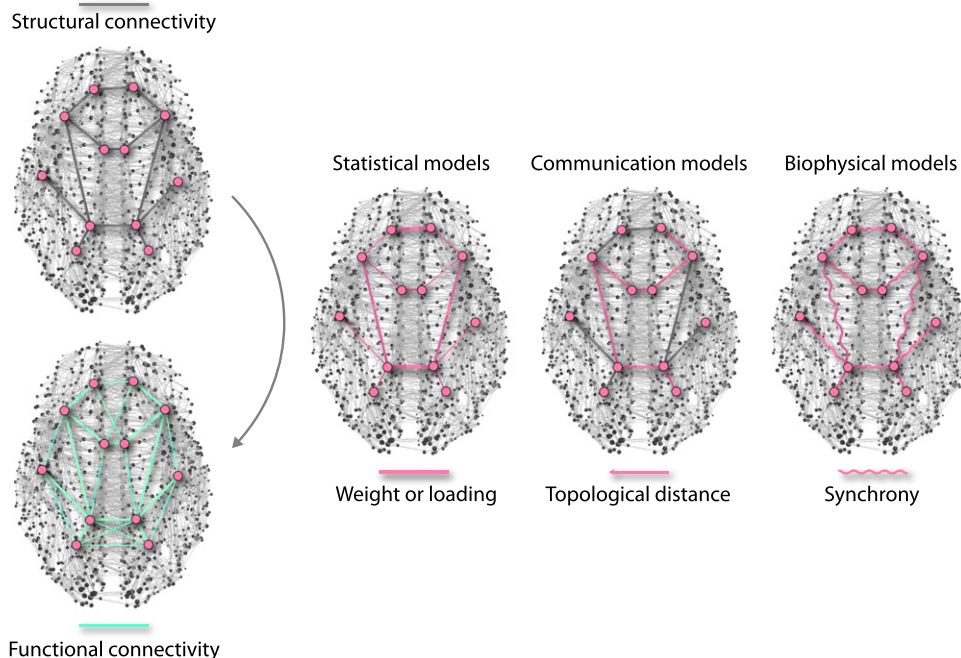 Structural connectivity
Statistical models
Communication models
Biophysical models
Weight or loading
Topological distance
Synchrony
Functional connectivity